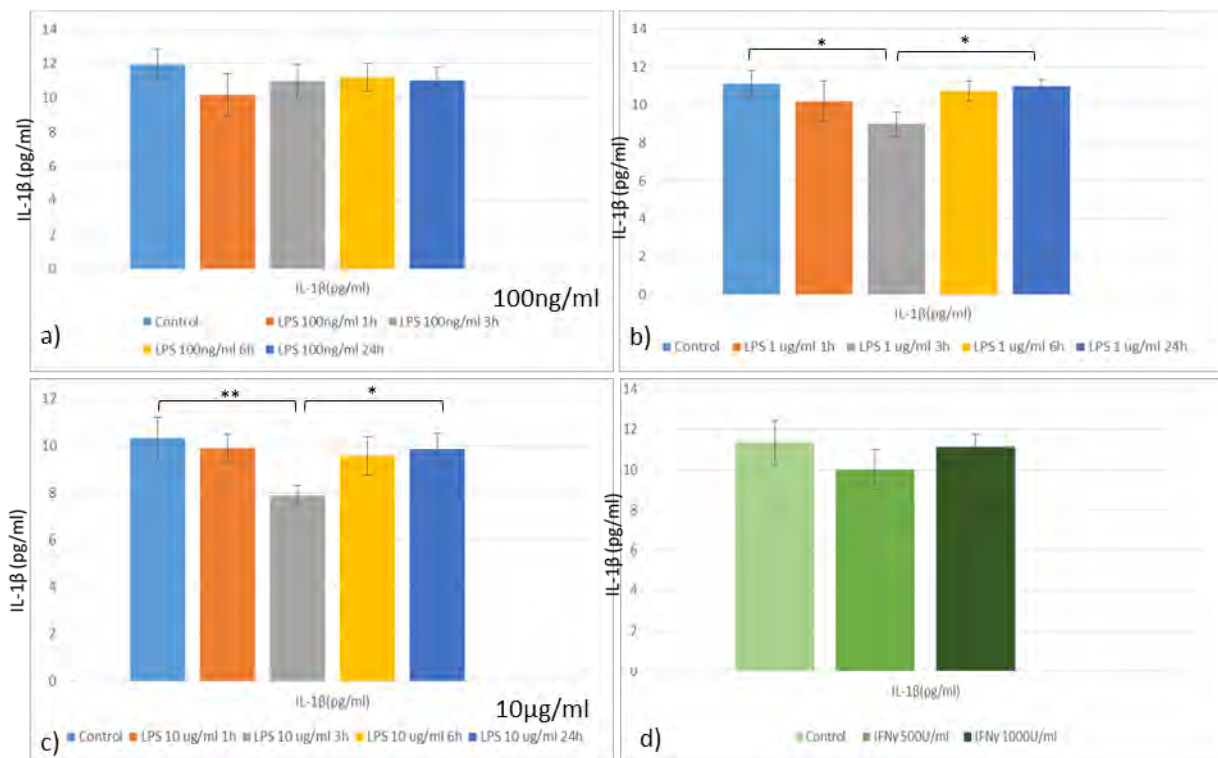 14
12
10
8
6
4
2
0
IL-1β (pg/ml)
IL-1β(pg/ml)
100ng/ml
a)
Control LPS 100ng/ml 1h LPS 100ng/ml 3h
LPS 100ng/ml 6h LPS 100ng/ml 24h
14
12
10
8
6
4
2
0
IL-1β (pg/ml)
* *
IL-1β(pg/ml)
b)
Control LPS 1 ug/ml 1h LPS 1 ug/ml 3h LPS 1 ug/ml 6h LPS 1 ug/ml 24h
12
10
8
6
4
2
0
IL-1β (pg/ml)
** *
IL-1β(pg/ml)
10µg/ml
c)
Control LPS 10 ug/ml 1h LPS 10 ug/ml 3h LPS 10 ug/ml 6h LPS 10 ug/ml 24h
14
12
10
8
6
4
2
0
IL-1β (pg/ml)
IL-1β(pg/ml)
d)
Control IFNγ 500U/ml IFNγ 1000U/ml